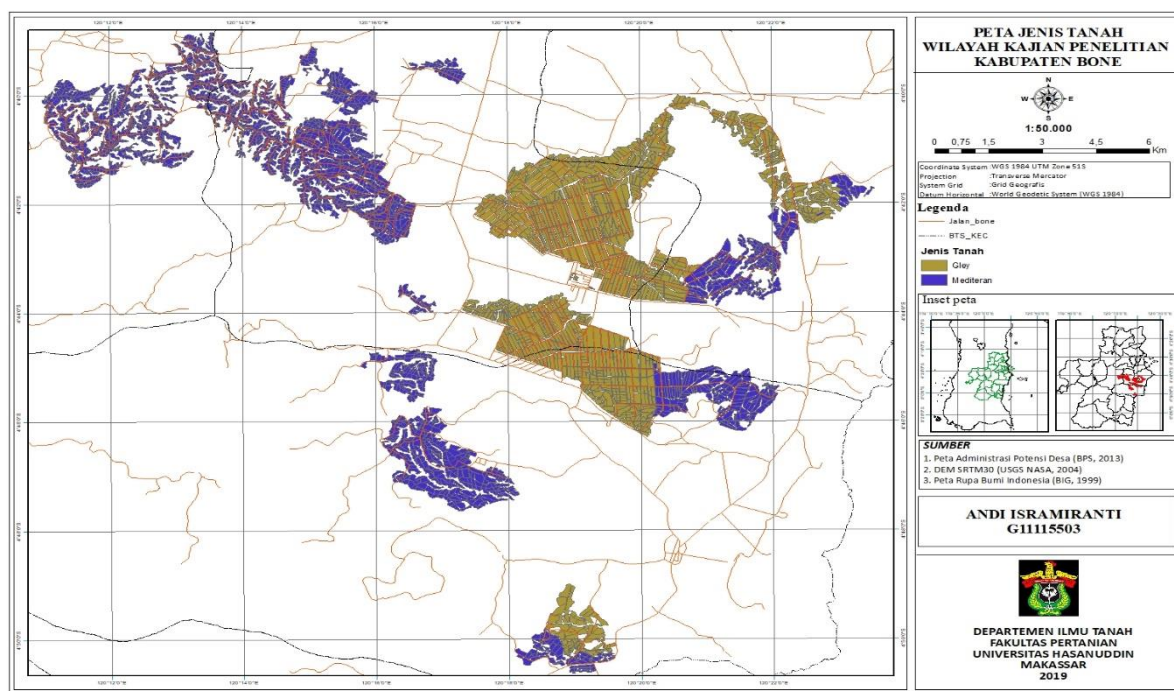 PETA JENIS TANAH
WILAYAH KAJIAN PENELITIAN
KABUPATEN BONE
N
W
E
S
1:50.000
0 0,75 1,5 3 4,5 6
Km
Coordinate System :WGS 1984 UTM Zone 51S
Projection :Transverse Mercator
System Grid :Grid Geografis
Datum Horizontal :World Geodetic System (WGS 1984)
Legenda
Jalan_bone
BTS_KEC
Jenis Tanah
Gley
Mediteran
Inset peta
SUMBER
1. Peta Administrasi Potensi Desa (BPS, 2013)
2. DEM SRTM30 (USGS NASA, 2004)
3. Peta Rupa Bumi Indonesia (BIG, 1999)
ANDI ISRAMIRANTI
G11115503
DEPARTEMEN ILMU TANAH
FAKULTAS PERTANIAN
UNIVERSITAS HASANUDDIN
MAKASSAR
2019